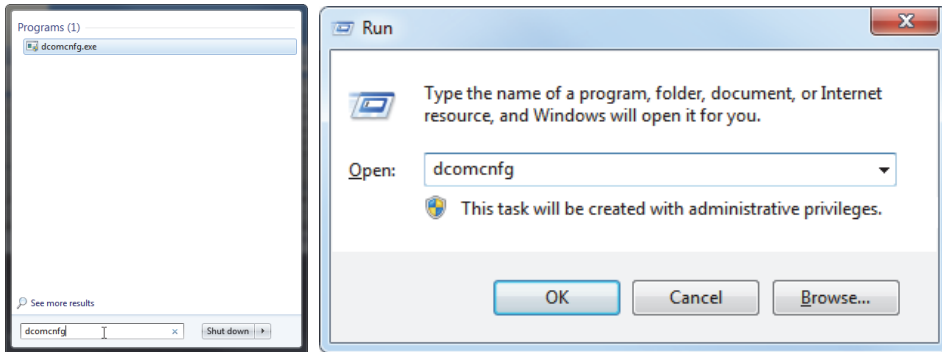 Programs (1)
dcomcnfg.exe
See more results
dcomcnfg
Shut down
Run
Type the name of a program, folder, document, or Internet
resource, and Windows will open it for you.
Open:
dcomcnfg
This task will be created with administrative privileges.
OK
Cancel
Browse...